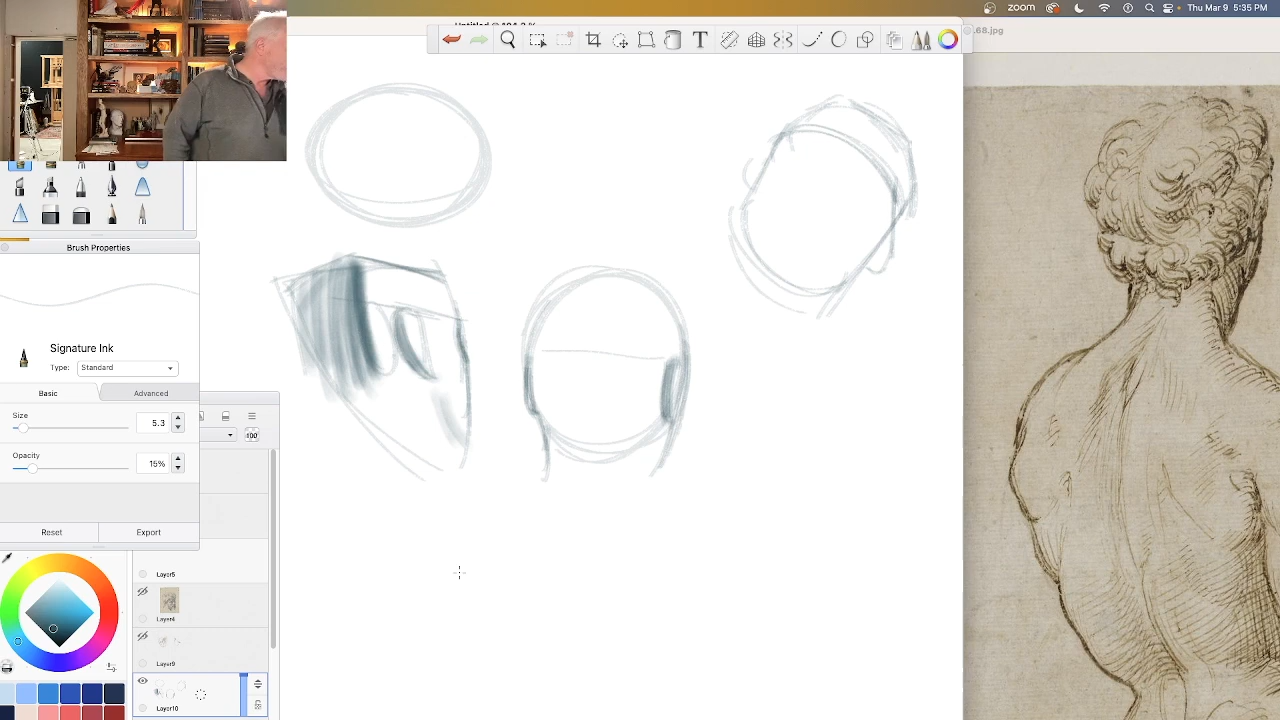 zoom
Thu Mar 9 5:35 PM
.68.jpg
T
Brush Properties
Signature Ink
Type: Standard
Basic Advanced
Size
5.3
100
Opacity
15%
Reset Export
Layer5
Layer4
Layer9
Layer10